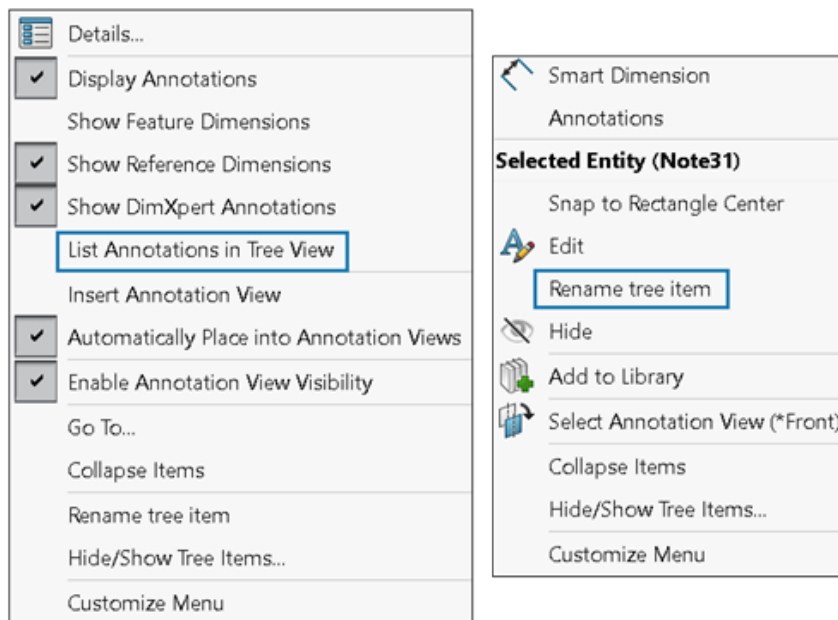 Details...
Display Annotations
Show Feature Dimensions
Show Reference Dimensions
Show DimXpert Annotations
List Annotations in Tree View
Insert Annotation View
Automatically Place into Annotation Views
Enable Annotation View Visibility
Go To...
Collapse Items
Rename tree item
Hide/Show Tree Items...
Customize Menu
Smart Dimension
Annotations
Selected Entity (Note31)
Snap to Rectangle Center
Edit
Rename tree item
Hide
Add to Library
Select Annotation View (*Front)
Collapse Items
Hide/Show Tree Items...
Customize Menu